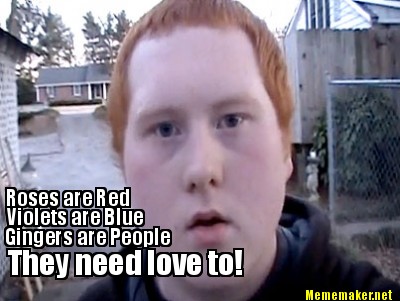 Roses are Red
Violets are Blue
Gingers are People
They need love to!
Mememaker.net